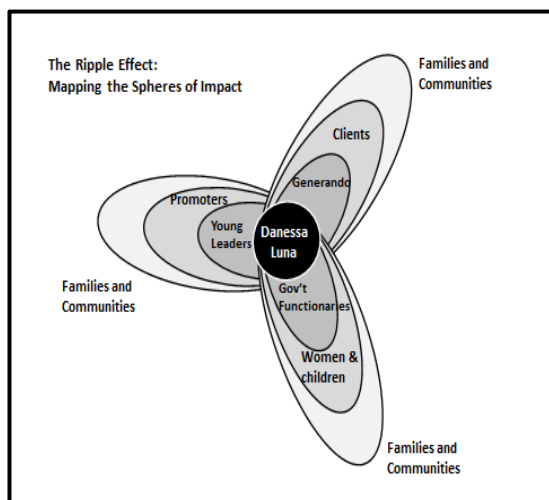 The Ripple Effect:
Mapping the Spheres of Impact
Families and
Communities
Clients
Generando
Promoters
Young
Leaders
Danessa
Luna
Families and
Communities
Gov't
Functionaries
Women &
children
Families and
Communities